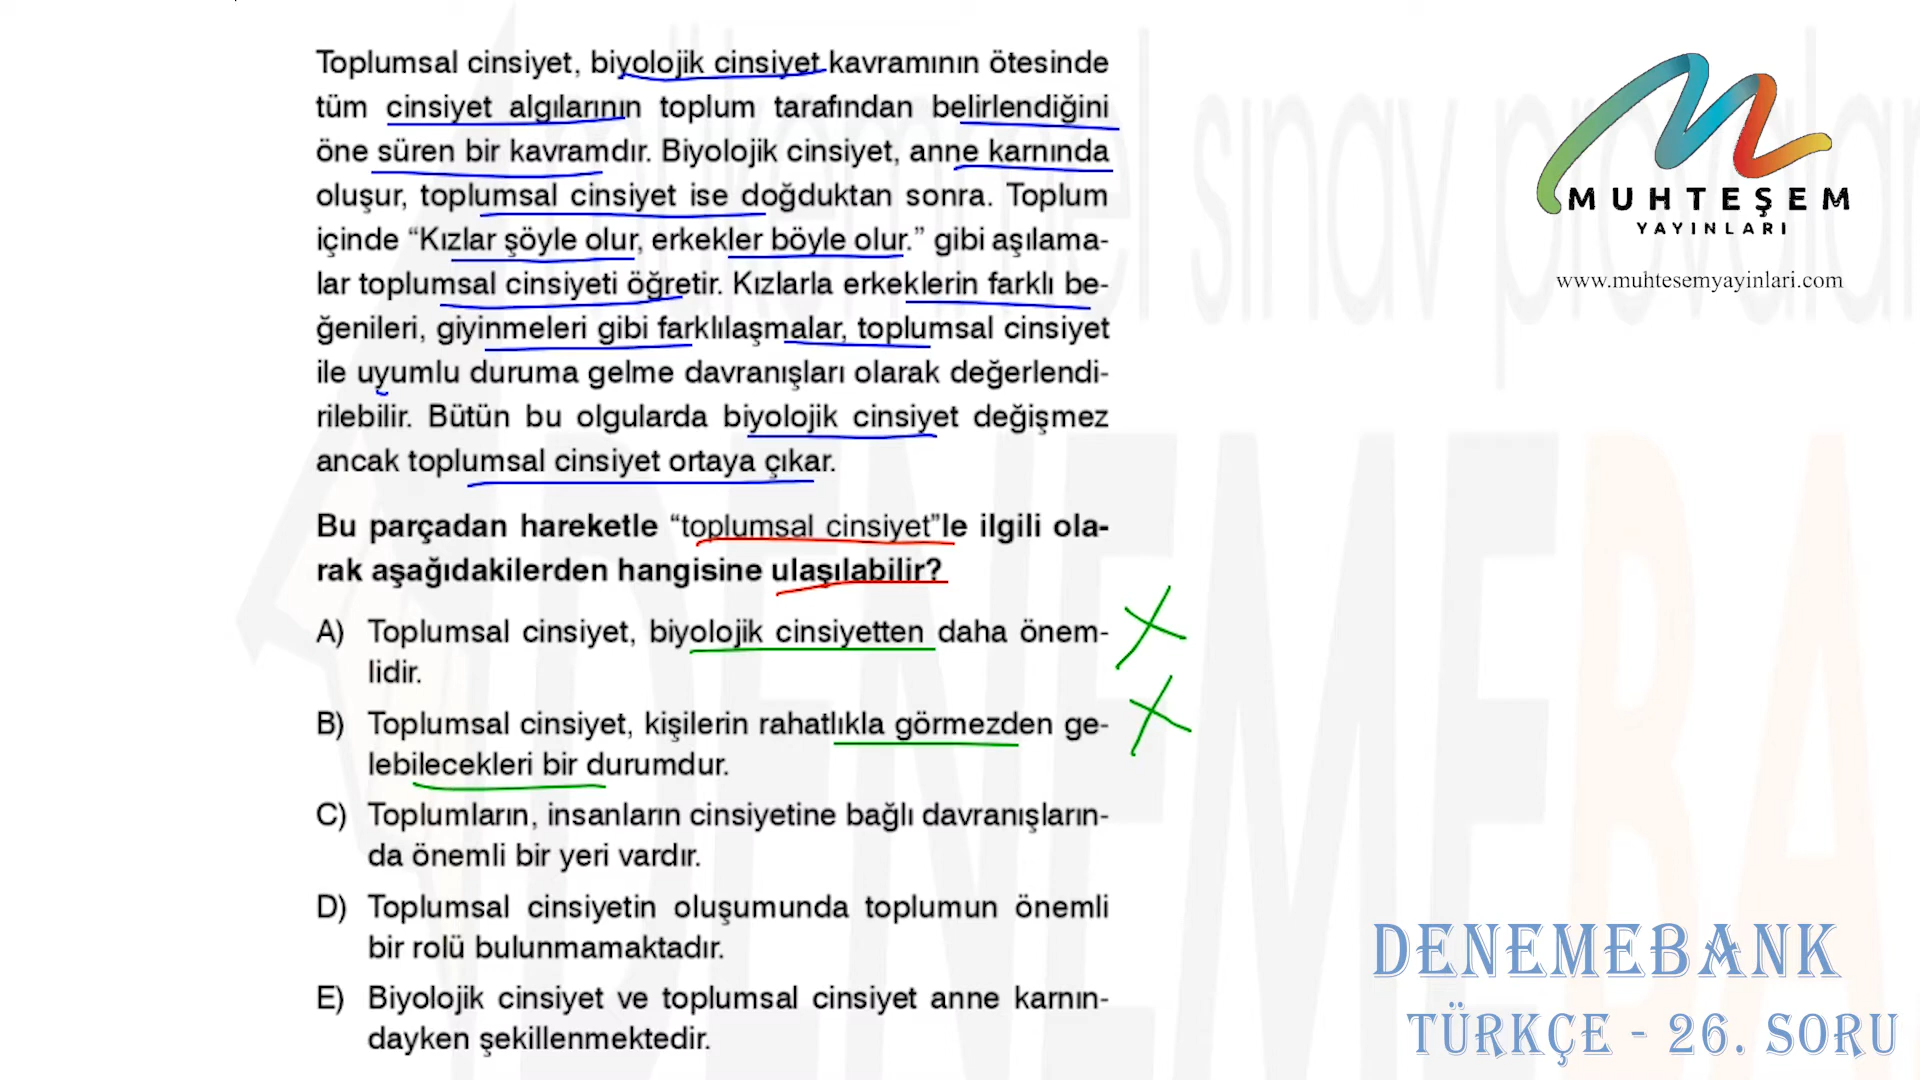 Toplumsal cinsiyet, biyolojik cinsiyet kavramının ötesinde
tüm cinsiyet algılarının toplum tarafından belirlendiğini
öne süren bir kavramdır. Biyolojik cinsiyet, anne karnında
oluşur, toplumsal cinsiyet ise doğduktan sonra. Toplum
içinde “Kızlar şöyle olur, erkekler böyle olur.” gibi aşılama-
lar toplumsal cinsiyeti öğretir. Kızlarla erkeklerin farklı be-
ğenileri, giyinmeleri gibi farklılaşmalar, toplumsal cinsiyet
ile uyumlu duruma gelme davranışları olarak değerlendi-
rilebilir. Bütün bu olgularda biyolojik cinsiyet değişmez
ancak toplumsal cinsiyet ortaya çıkar.
Bu parçadan hareketle “toplumsal cinsiyet”le ilgili ola-
rak aşağıdakilerden hangisine ulaşılabilir?
A) Toplumsal cinsiyet, biyolojik cinsiyetten daha önem-
lidir.
B) Toplumsal cinsiyet, kişilerin rahatlıkla görmezden ge-
lebilecekleri bir durumdur.
C) Toplumların, insanların cinsiyetine bağlı davranışların-
da önemli bir yeri vardır.
D) Toplumsal cinsiyetin oluşumunda toplumun önemli
bir rolü bulunmamaktadır.
E) Biyolojik cinsiyet ve toplumsal cinsiyet anne karnın-
dayken şekillenmektedir.
MUHTEŞEM
YAYINLARI
www.muhtesemyayinlari.com
DENEMEBANK
TÜRKÇE - 26. SORU